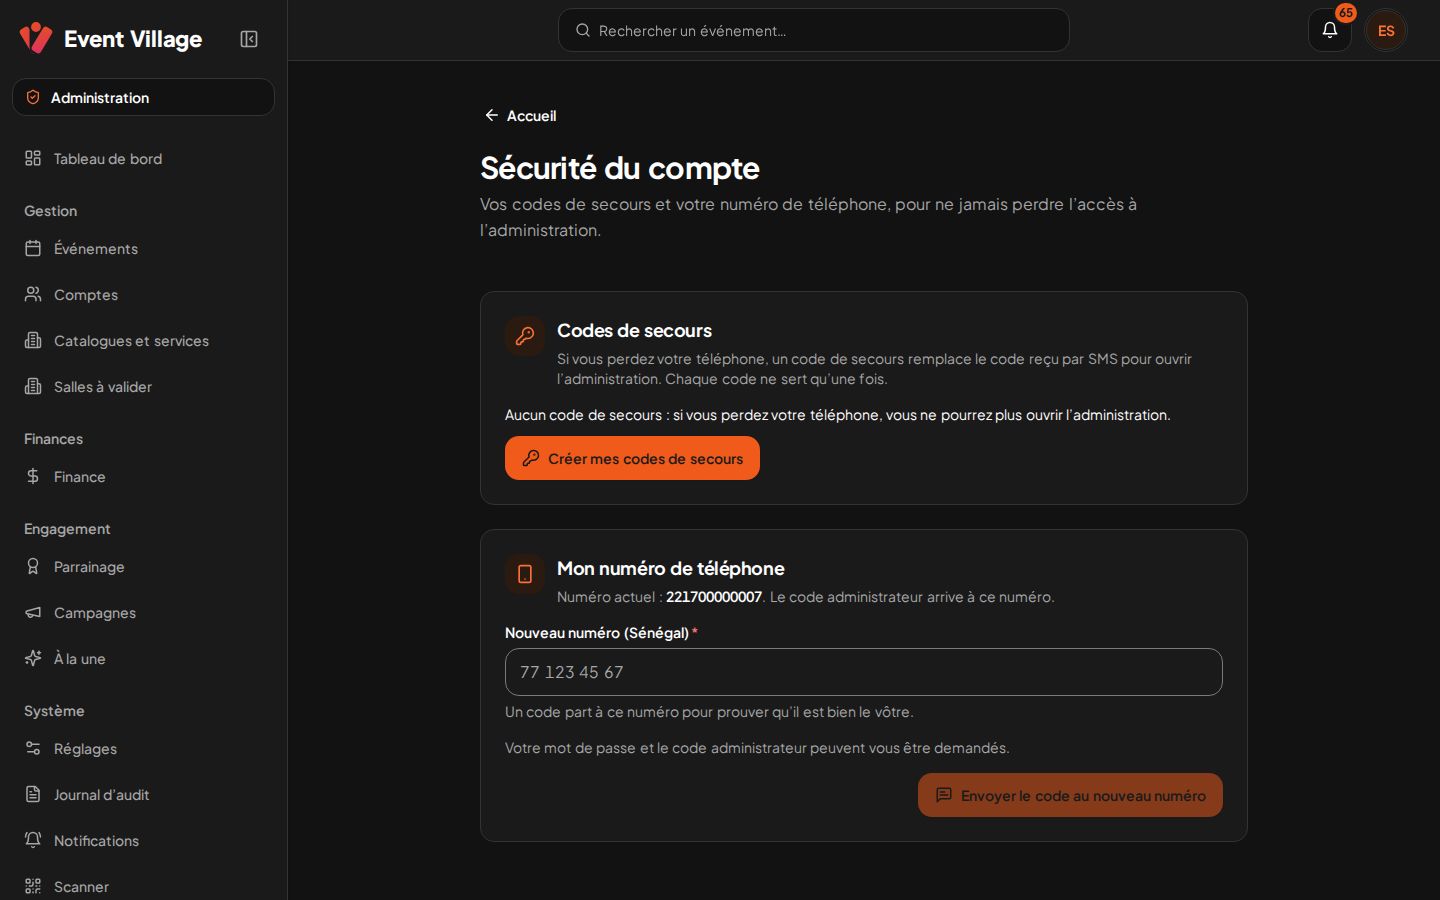 Event Village
Rechercher un événement...
65
ES
Administration
Accueil
Tableau de bord
Sécurité du compte
Vos codes de secours et votre numéro de téléphone, pour ne jamais perdre l’accès à
l’administration.
Gestion
Événements
Comptes
Catalogues et services
Salles à valider
Finances
Finance
Engagement
Parrainage
Campagnes
À la une
Système
Réglages
Journal d’audit
Notifications
Scanner
Codes de secours
Si vous perdez votre téléphone, un code de secours remplace le code reçu par SMS pour ouvrir
l’administration. Chaque code ne sert qu’une fois.
Aucun code de secours : si vous perdez votre téléphone, vous ne pourrez plus ouvrir l’administration.
Créer mes codes de secours
Mon numéro de téléphone
Numéro actuel : 221700000007. Le code administrateur arrive à ce numéro.
Nouveau numéro (Sénégal) *
77 123 45 67
Un code part à ce numéro pour prouver qu’il est bien le vôtre.
Votre mot de passe et le code administrateur peuvent vous être demandés.
Envoyer le code au nouveau numéro